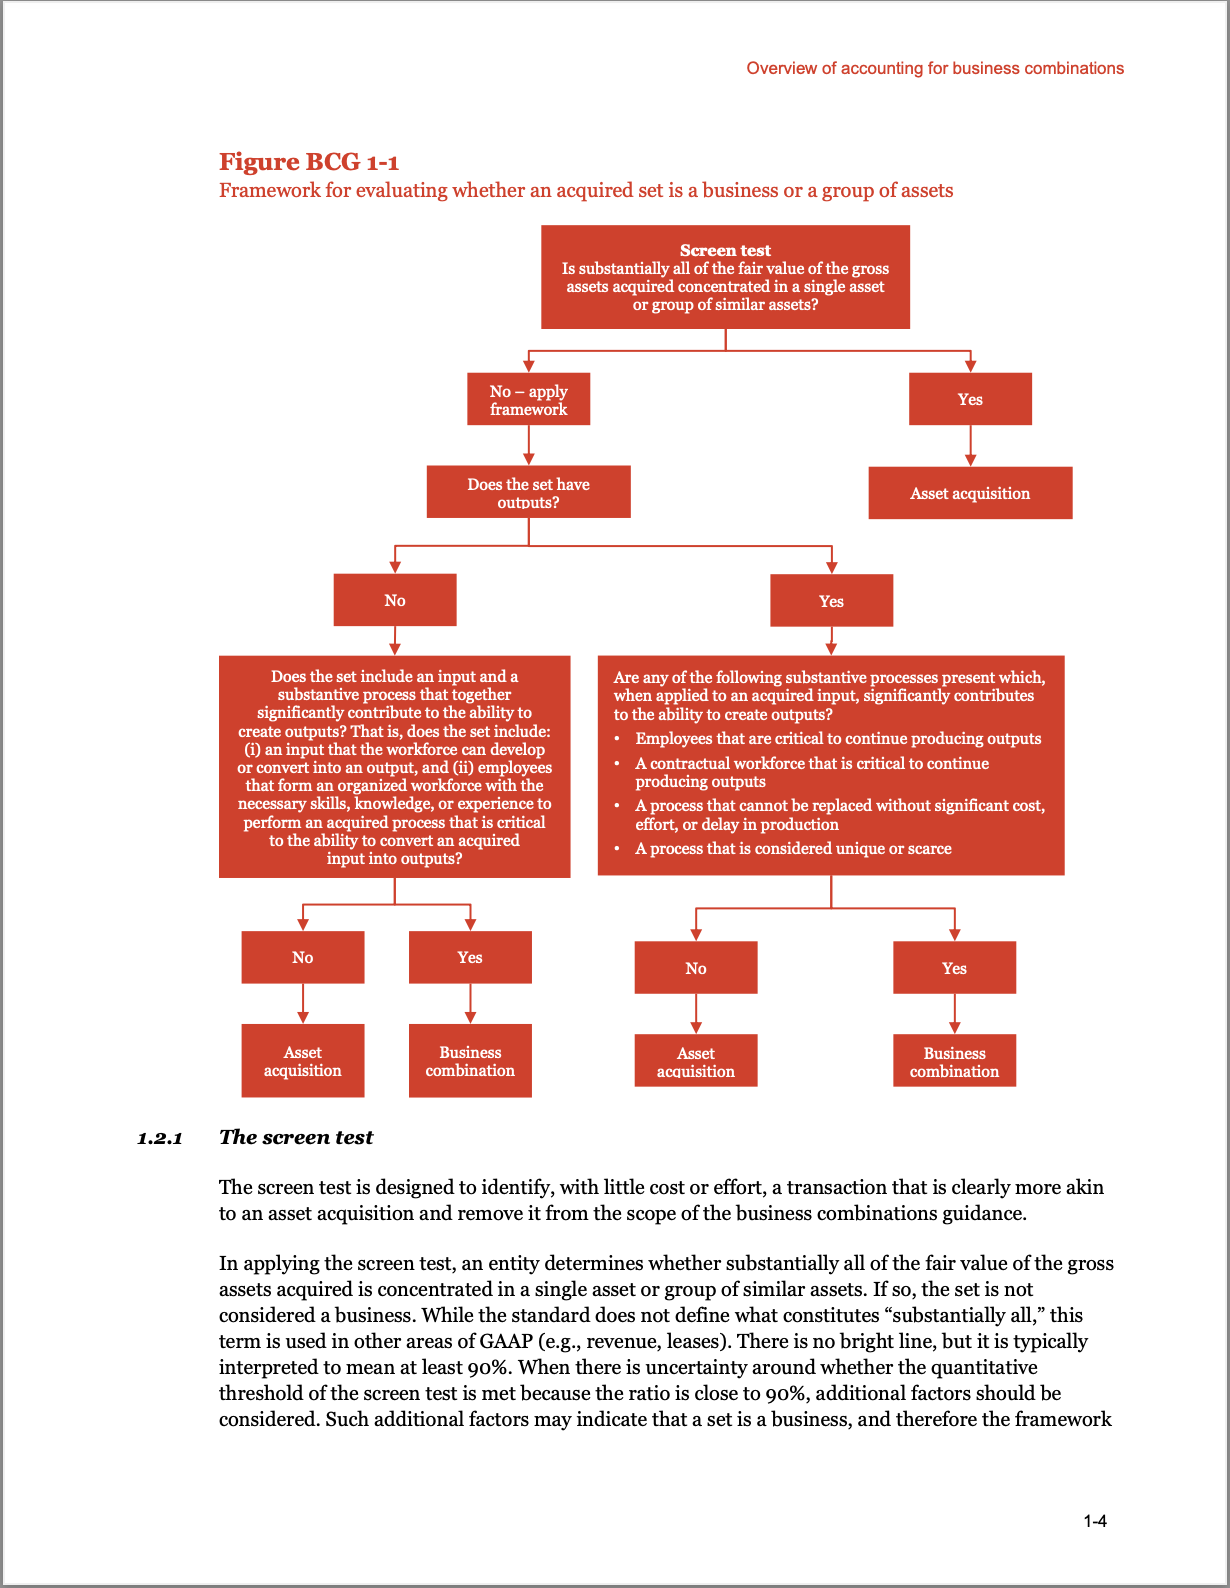 Overview of accounting for business combinations
Figure BCG 1-1
Framework for evaluating whether an acquired set is a business or a group of assets
Screen test
Is substantially all of the fair value of the gross
assets acquired concentrated in a single asset
or group of similar assets?
No – apply
framework
Yes
Does the set have
outputs?
Asset acquisition
No
Yes
Does the set include an input and a
substantive process that together
significantly contribute to the ability to
create outputs? That is, does the set include:
(i) an input that the workforce can develop
or convert into an output, and (ii) employees
that form an organized workforce with the
necessary skills, knowledge, or experience to
perform an acquired process that is critical
to the ability to convert an acquired
input into outputs?
Are any of the following substantive processes present which,
when applied to an acquired input, significantly contributes
to the ability to create outputs?
• Employees that are critical to continue producing outputs
• A contractual workforce that is critical to continue
producing outputs
• A process that cannot be replaced without significant cost,
effort, or delay in production
• A process that is considered unique or scarce
No
Yes
No
Yes
Asset
acquisition
Business
combination
Asset
acquisition
Business
combination
1.2.1 The screen test
The screen test is designed to identify, with little cost or effort, a transaction that is clearly more akin
to an asset acquisition and remove it from the scope of the business combinations guidance.
In applying the screen test, an entity determines whether substantially all of the fair value of the gross
assets acquired is concentrated in a single asset or group of similar assets. If so, the set is not
considered a business. While the standard does not define what constitutes “substantially all,” this
term is used in other areas of GAAP (e.g., revenue, leases). There is no bright line, but it is typically
interpreted to mean at least 90%. When there is uncertainty around whether the quantitative
threshold of the screen test is met because the ratio is close to 90%, additional factors should be
considered. Such additional factors may indicate that a set is a business, and therefore the framework
1-4